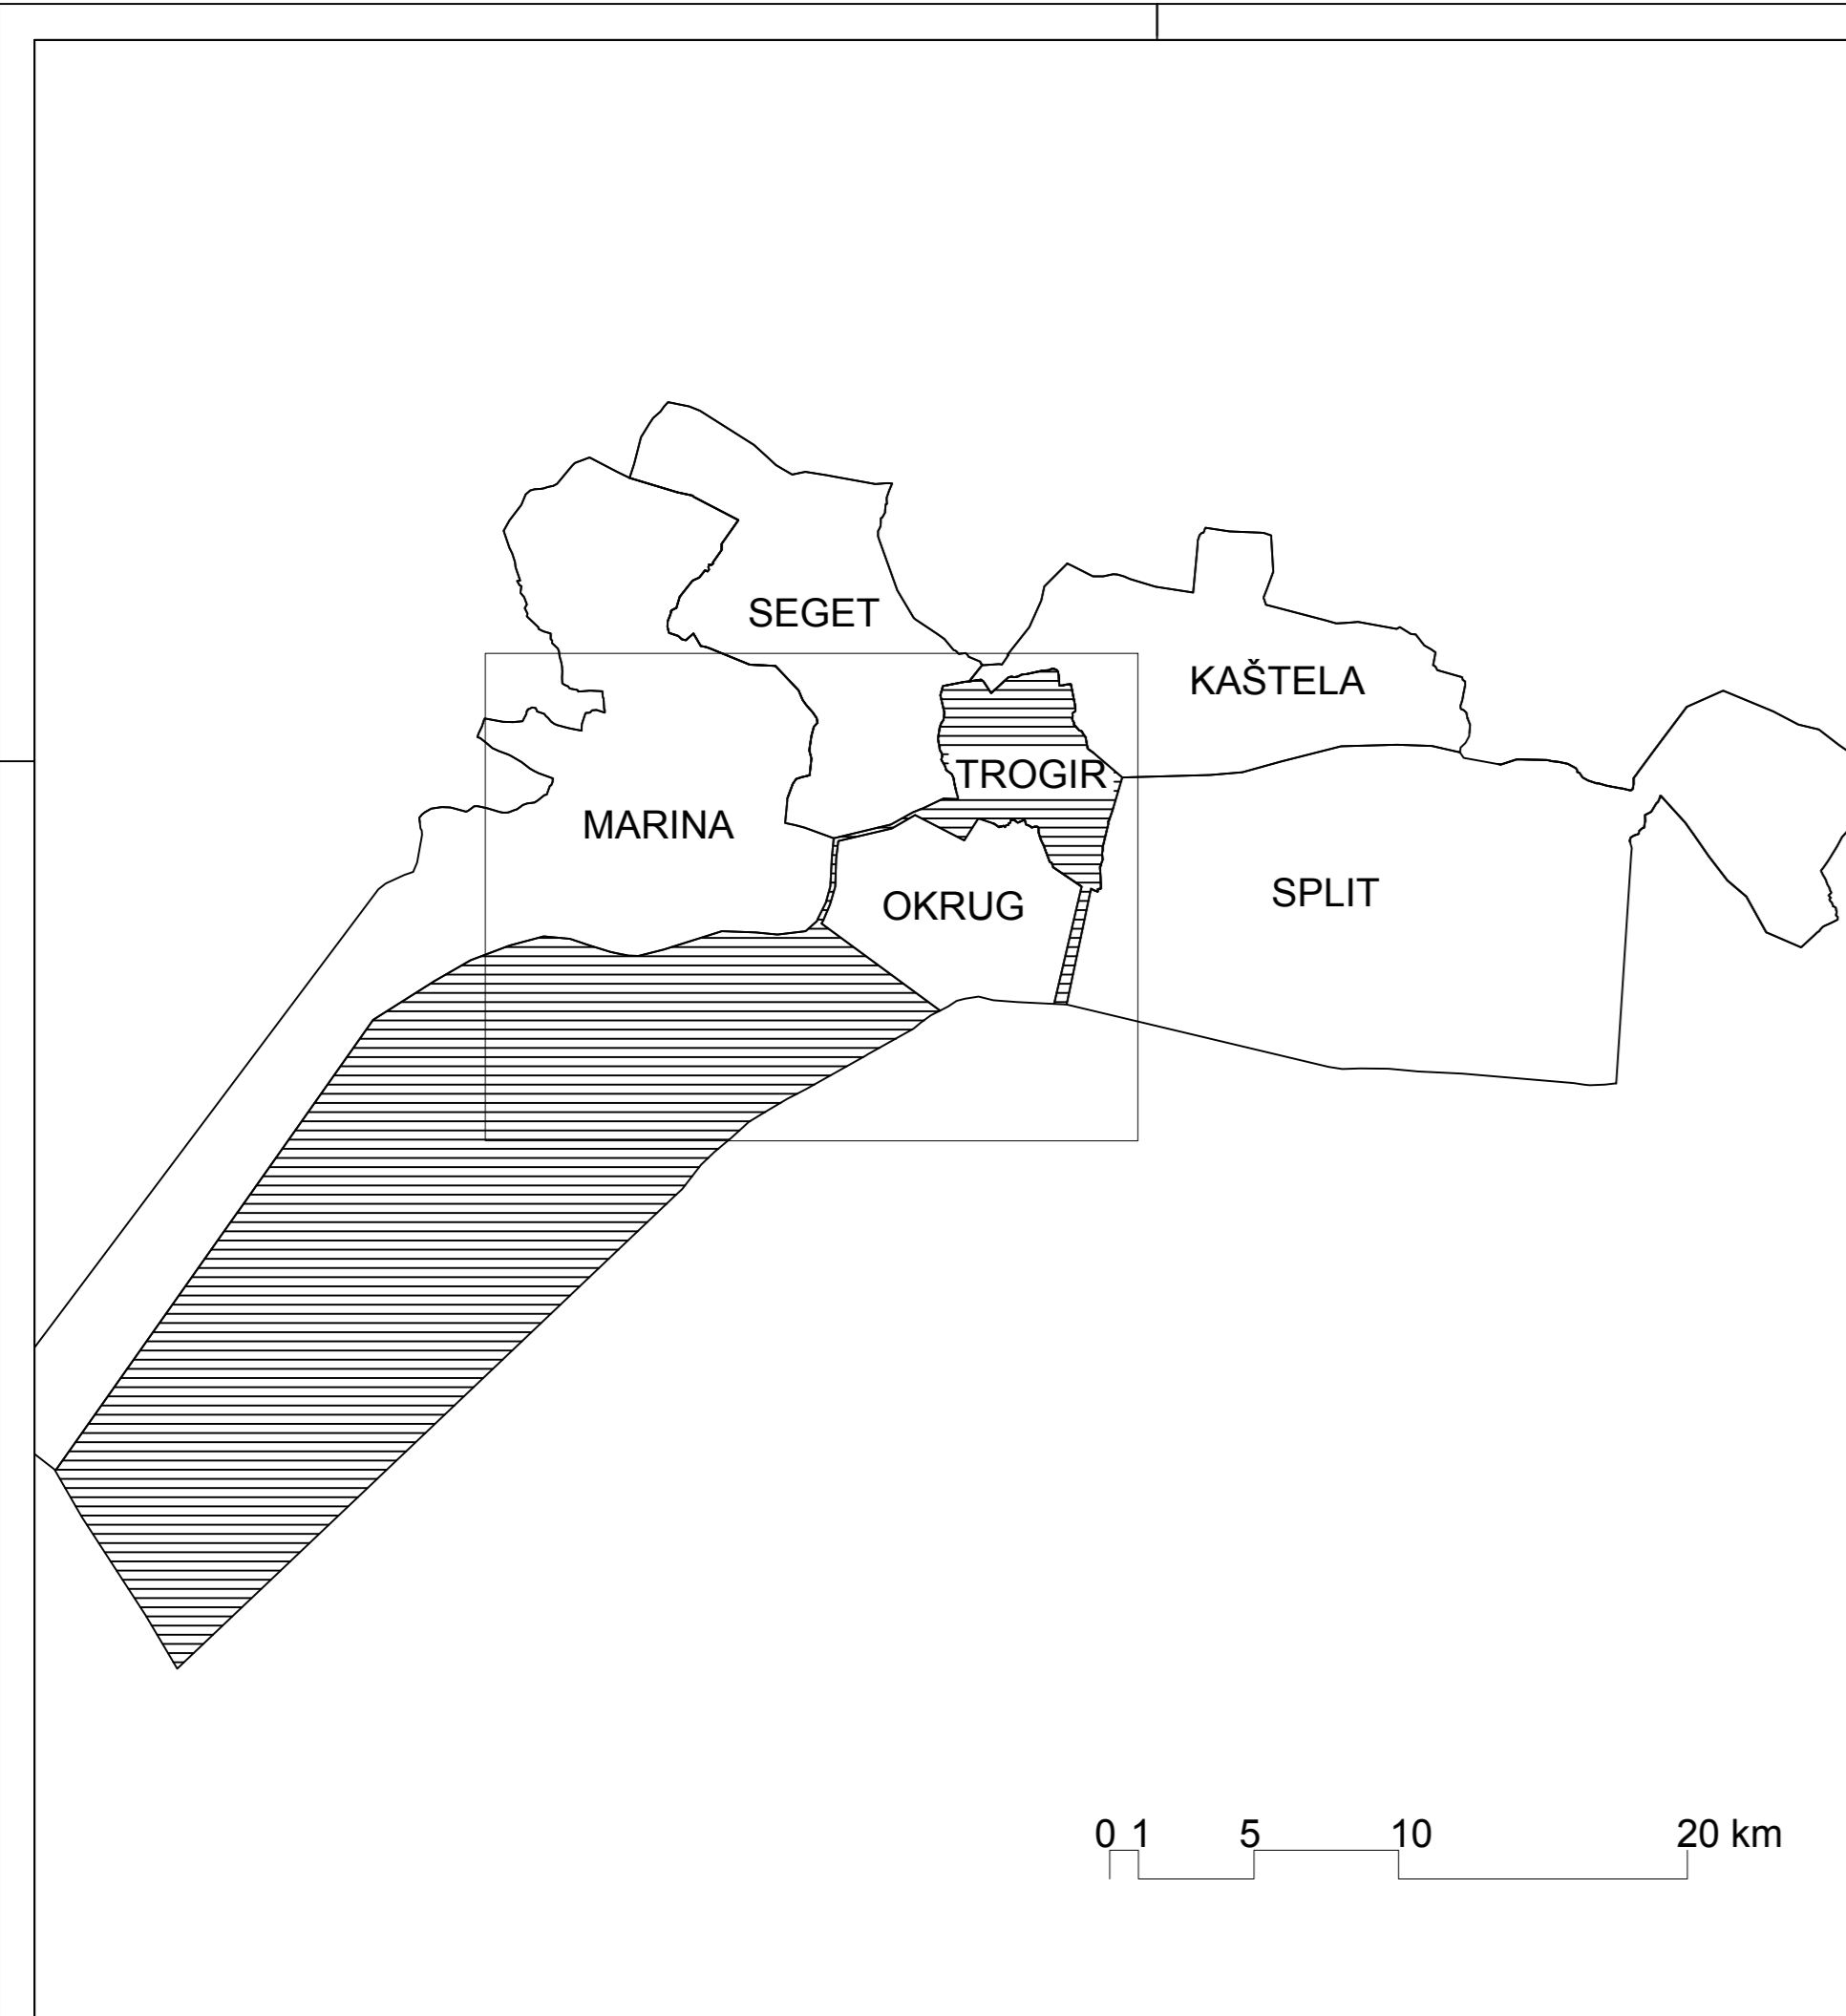 SEGET
KAŠTELA
TROGIR
MARINA
SPLIT
OKRUG
0 1 5 10 20 km